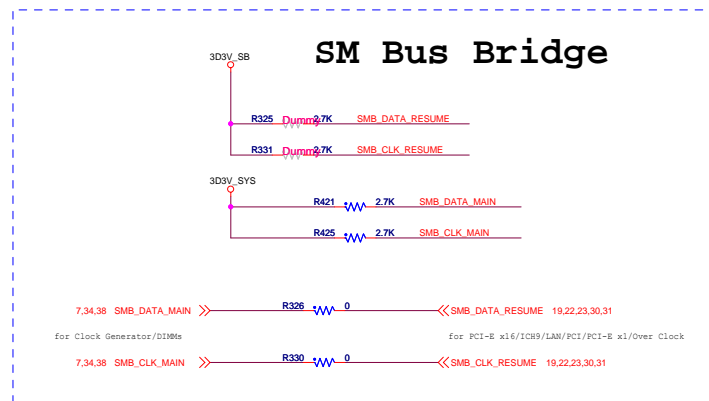 SM Bus Bridge
3D3V_SB
R325 Dummy 2.7K SMB_DATA_RESUME
R331 Dummy 2.7K SMB_CLK_RESUME
3D3V_SYS
R421 2.7K SMB_DATA_MAIN
R425 2.7K SMB_CLK_MAIN
7,34,38 SMB_DATA_MAIN R326 0 SMB_DATA_RESUME 19,22,23,30,31
for Clock Generator/DIMMs for PCI-E x16/ICH9/LAN/PCI/PCI-E x1/Over Clock
7,34,38 SMB_CLK_MAIN R330 0 SMB_CLK_RESUME 19,22,23,30,31